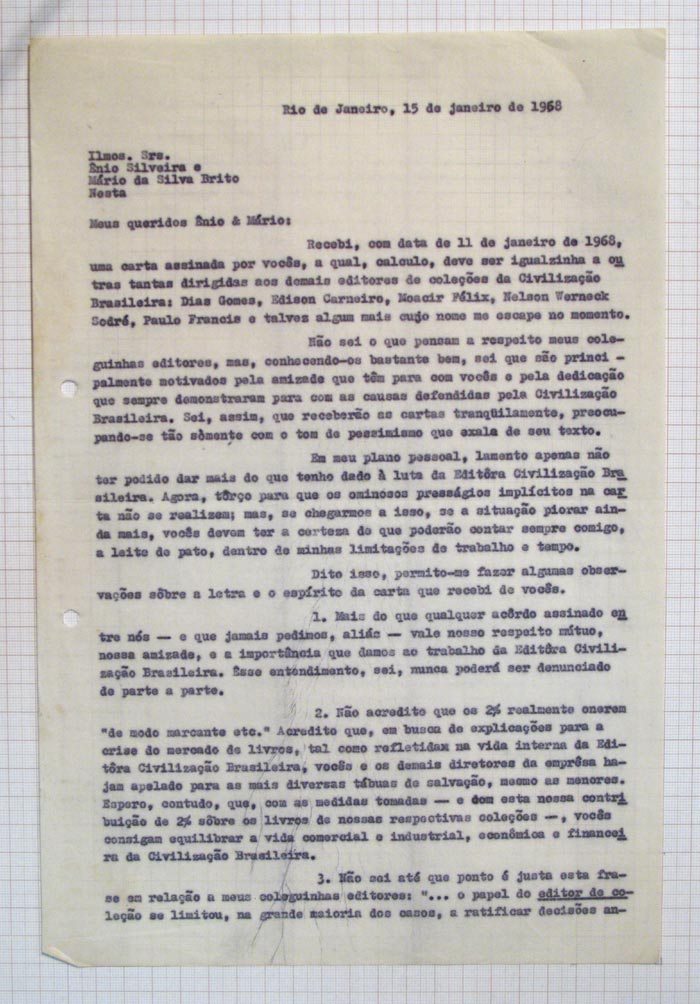 Rio de Janeiro, 15 de janeiro de 1968
Ilmos. Srs.
Ênio Silveira e
Mário da Silva Brito
Nesta
Meus queridos Ênio & Mário:
Recebi, com data de 11 de janeiro de 1968,
uma carta assinada por vocês, a qual, calculo, deve ser igualzinha a ou
tras tantas dirigidas aos demais editores de coleções da Civilização
Brasileira: Dias Gomes, Edison Carneiro, Moacir Félix, Nelson Werneck
Sodré, Paulo Francis e talvez algum mais cujo nome me escape no momento.
Não sei o que pensam a respeito meus cole-
guinhas editores, mas, conhecendo-os bastante bem, sei que são princi -
palmente motivados pela amizade que têm para com vocês e pela dedicação
que sempre demonstraram para com as causas defendidas pela Civilização
Brasileira. Sei, assim, que receberão as cartas tranqüilamente, preocu-
pando-se tão sòmente com o tom de pessimismo que exala de seu texto.
Em meu plano pessoal, lamento apenas não
ter podido dar mais do que tenho dado à luta da Editôra Civilização Bra
sileira. Agora, tôrço para que os ominosos presságios implícitos na car
ta não se realizem; mas, se chegarmos a isso, se a situação piorar ain-
da mais, vocês devem ter a certeza de que poderão contar sempre comigo,
a leite de pato, dentro de minhas limitações de trabalho e tempo.
Dito isso, permito-me fazer algumas obser-
vações sôbre a letra e o espírito da carta que recebi de vocês.
1. Mais do que qualquer acôrdo assinado en
tre nós — e que jamais pedimos, aliás — vale nosso respeito mútuo,
nossa amizade, e a importância que damos ao trabalho da Editôra Civili-
zação Brasileira. Êsse entendimento, sei, nunca poderá ser denunciado
de parte a parte.
2. Não acredito que os 2% realmente onerem
"de modo marcante etc." Acredito que, em busca de explicações para a
crise do mercado de livros, tal como refletidax na vida interna da Edi-
tôra Civilização Brasileira, vocês e os demais diretores da emprêsa ha-
jam apelado para as mais diversas tábuas de salvação, mesmo as menores.
Espero, contudo, que, com as medidas tomadas — e com esta nossa contri
buição de 2% sôbre os livros de nossas respectivas coleções —, vocês
consigam equilibrar a vida comercial e industrial, econômica e financei
ra da Civilização Brasileira.
3. Não sei até que ponto é justa esta fra-
se em relação a meus coleguinhas editores: "... o papel do editor de co-
leção se limitou, na grande maioria dos casos, a ratificar decisões an-